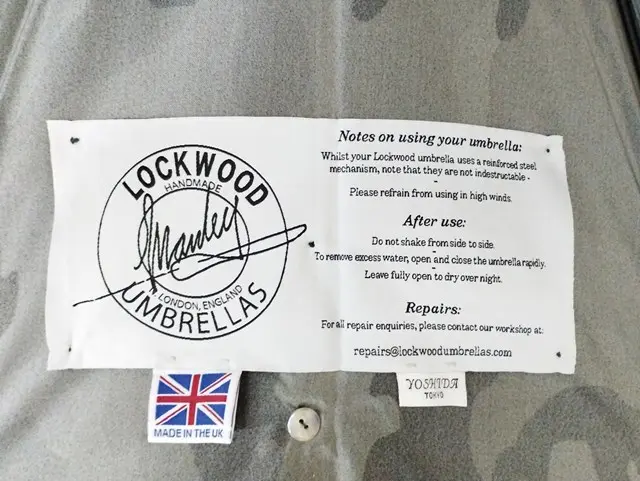 LOCKWOOD
HANDMADE
LONDON, ENGLAND
UMBRELLAS
Notes on using your umbrella:
Whilst your Lockwood umbrella uses a reinforced steel
mechanism, note that they are not indestructable -
-
Please refrain from using in high winds.
After use:
Do not shake from side to side.
-
To remove excess water, open and close the umbrella rapidly.
-
Leave fully open to dry over night.
Repairs:
For all repair enquiries, please contact our workshop at:
repairs@lockwoodumbrellas.com
MADE IN THE UK
YOSHIDA
TOKYO